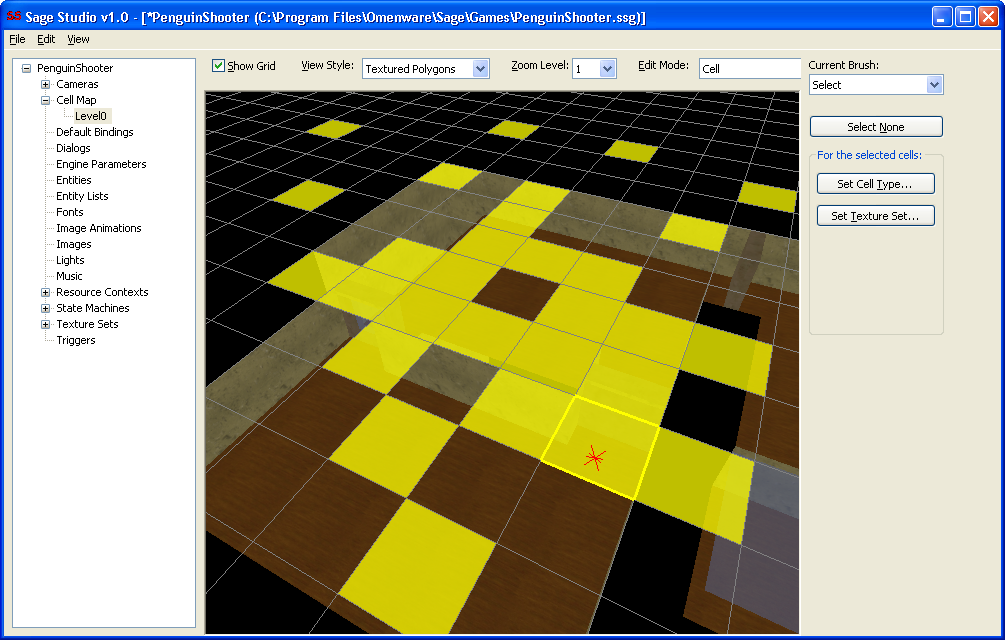 SS Sage Studio v1.0 - [*PenguinShooter (C:\Program Files\Omenware\Sage\Games\PenguinShooter.ssg)]
File Edit View
PenguinShooter
Cameras
Cell Map
Level0
Default Bindings
Dialogs
Engine Parameters
Entities
Entity Lists
Fonts
Image Animations
Images
Lights
Music
Resource Contexts
State Machines
Texture Sets
Triggers
Show Grid View Style: Textured Polygons Zoom Level: 1 Edit Mode: Cell
Current Brush:
Select
Select None
For the selected cells:
Set Cell Type...
Set Texture Set...